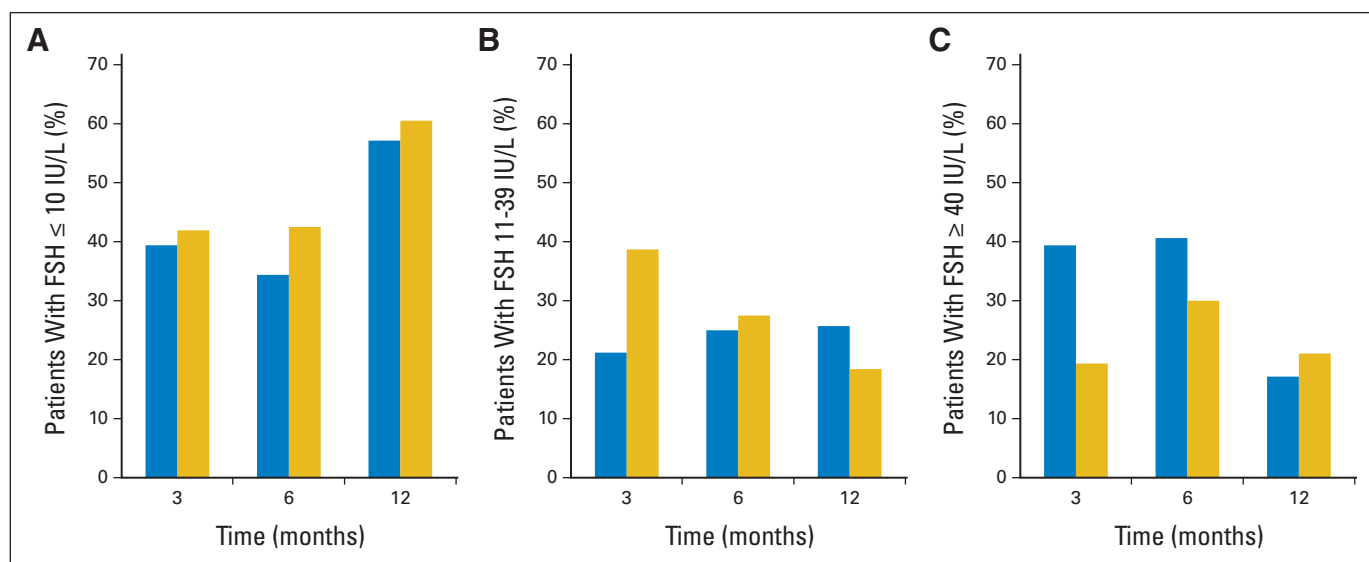 A
Patients With FSH ≤ 10 IU/L (%)
70
60
50
40
30
20
10
0
3 6 12
Time (months)
B
Patients With FSH 11-39 IU/L (%)
70
60
50
40
30
20
10
0
3 6 12
Time (months)
C
Patients With FSH ≥ 40 IU/L (%)
70
60
50
40
30
20
10
0
3 6 12
Time (months)